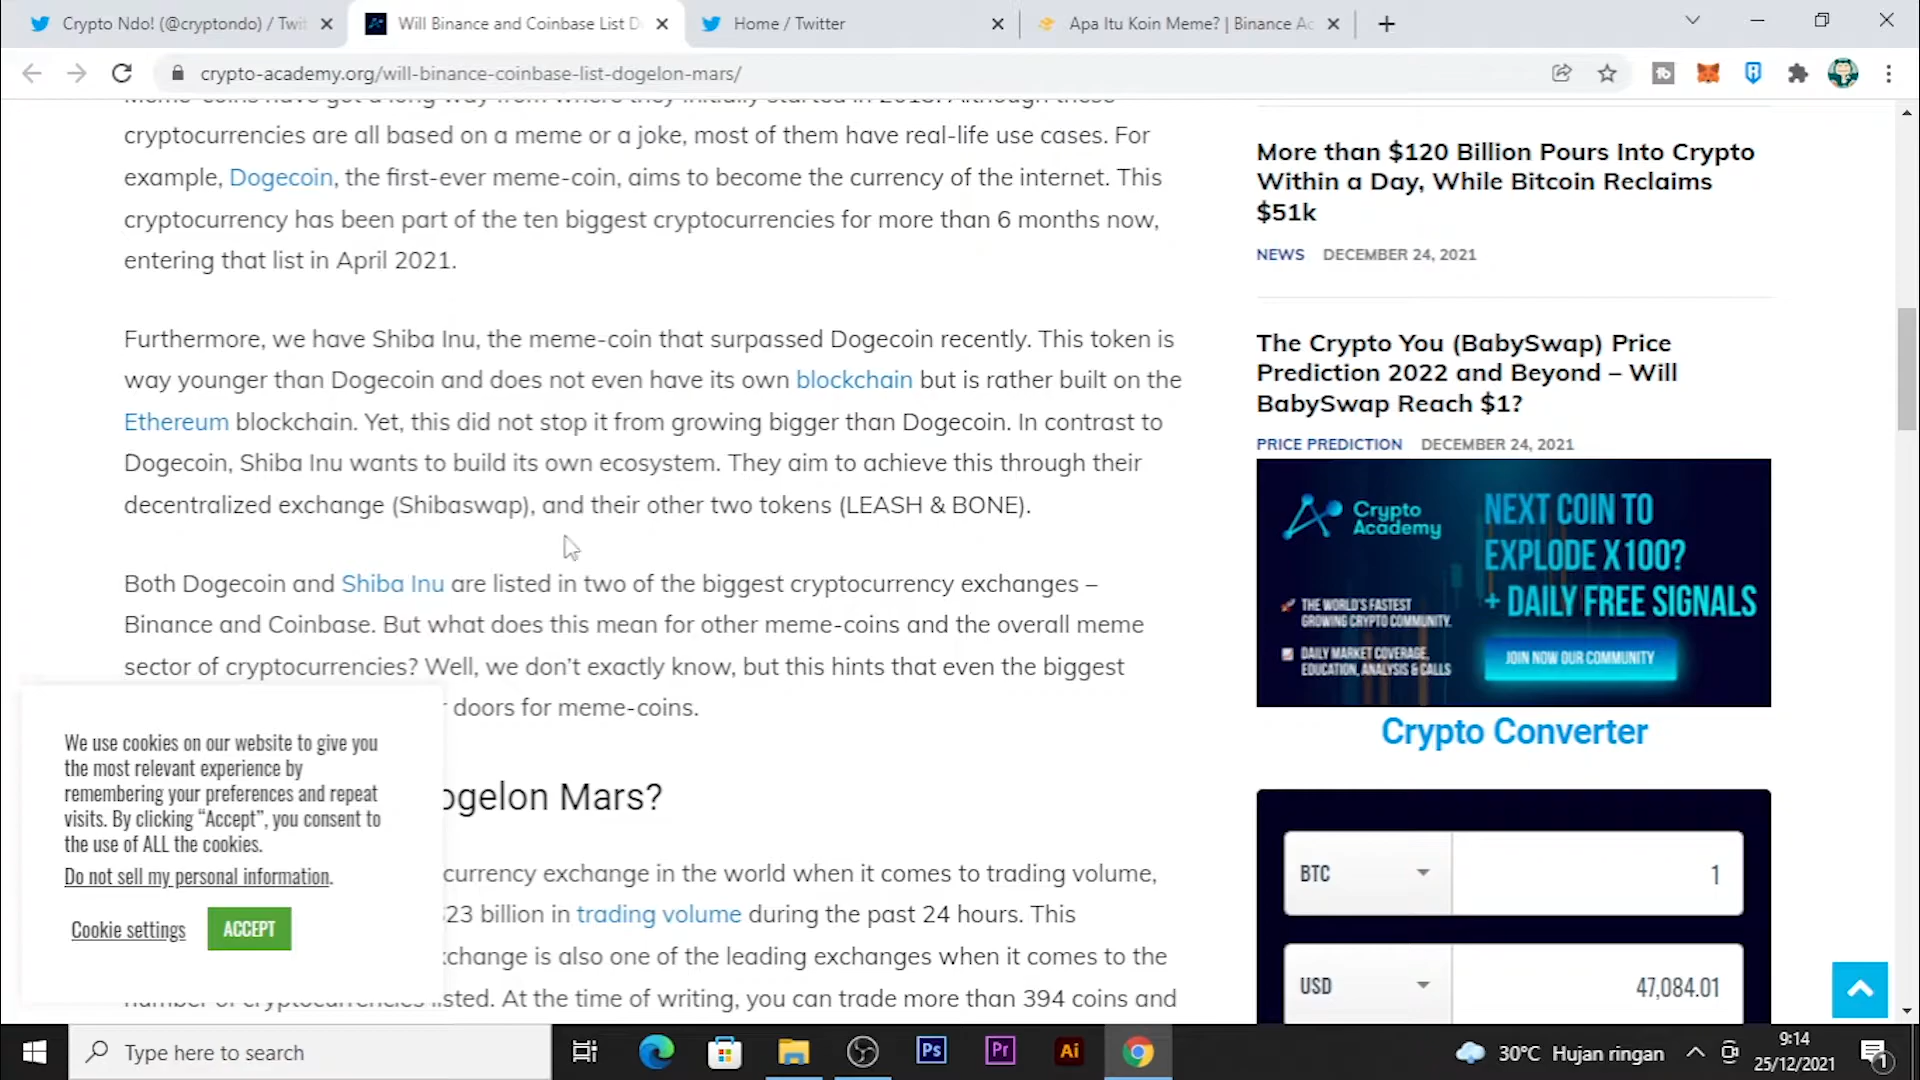 Crypto Ndo! (@cryptondo) / Twi
Will Binance and Coinbase List D
Home / Twitter
Apa Itu Koin Meme? | Binance Ac
crypto-academy.org/will-binance-coinbase-list-dogelon-mars/
cryptocurrencies are all based on a meme or a joke, most of them have real-life use cases. For
example, Dogecoin, the first-ever meme-coin, aims to become the currency of the internet. This
cryptocurrency has been part of the ten biggest cryptocurrencies for more than 6 months now,
entering that list in April 2021.
Furthermore, we have Shiba Inu, the meme-coin that surpassed Dogecoin recently. This token is
way younger than Dogecoin and does not even have its own blockchain but is rather built on the
Ethereum blockchain. Yet, this did not stop it from growing bigger than Dogecoin. In contrast to
Dogecoin, Shiba Inu wants to build its own ecosystem. They aim to achieve this through their
decentralized exchange (Shibaswap), and their other two tokens (LEASH & BONE).
Both Dogecoin and Shiba Inu are listed in two of the biggest cryptocurrency exchanges –
Binance and Coinbase. But what does this mean for other meme-coins and the overall meme
sector of cryptocurrencies? Well, we don't exactly know, but this hints that even the biggest
doors for meme-coins.
ogelon Mars?
currency exchange in the world when it comes to trading volume,
23 billion in trading volume during the past 24 hours. This
change is also one of the leading exchanges when it comes to the
listed. At the time of writing, you can trade more than 394 coins and
We use cookies on our website to give you
the most relevant experience by
remembering your preferences and repeat
visits. By clicking “Accept”, you consent to
the use of ALL the cookies.
Do not sell my personal information.
Cookie settings
ACCEPT
More than $120 Billion Pours Into Crypto
Within a Day, While Bitcoin Reclaims
$51k
NEWS DECEMBER 24, 2021
The Crypto You (BabySwap) Price
Prediction 2022 and Beyond – Will
BabySwap Reach $1?
PRICE PREDICTION DECEMBER 24, 2021
Crypto
Academy
NEXT COIN TO
EXPLODE X100?
+ DAILY FREE SIGNALS
THE WORLD'S FASTEST
GROWING CRYPTO COMMUNITY.
DAILY MARKET COVERAGE,
EDUCATION, ANALYSIS & CALLS
JOIN NOW OUR COMMUNITY
Crypto Converter
BTC
1
USD
47,084.01
Type here to search
Ps
Pr
Ai
30°C Hujan ringan
9:14
25/12/2021
1